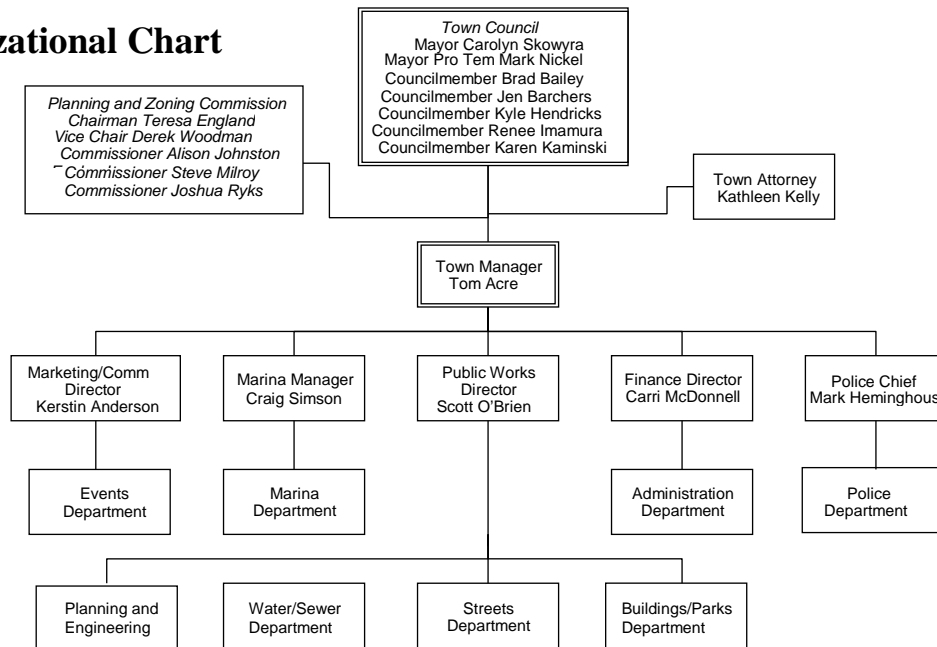 Organizational Chart
Town Council
Mayor Carolyn Skowyra
Mayor Pro Tem Mark Nickel
Councilmember Brad Bailey
Councilmember Jen Barchers
Councilmember Kyle Hendricks
Councilmember Renee Imamura
Councilmember Karen Kaminski
Planning and Zoning Commission
Chairman Teresa England
Vice Chair Derek Woodman
Commissioner Alison Johnston
Commissioner Steve Milroy
Commissioner Joshua Ryks
Town Attorney
Kathleen Kelly
Town Manager
Tom Acre
Marketing/Comm
Director
Kerstin Anderson
Marina Manager
Craig Simson
Public Works
Director
Scott O’Brien
Finance Director
Carri McDonnell
Police Chief
Mark Heminghous
Events
Department
Marina
Department
Administration
Department
Police
Department
Planning and
Engineering
Water/Sewer
Department
Streets
Department
Buildings/Parks
Department